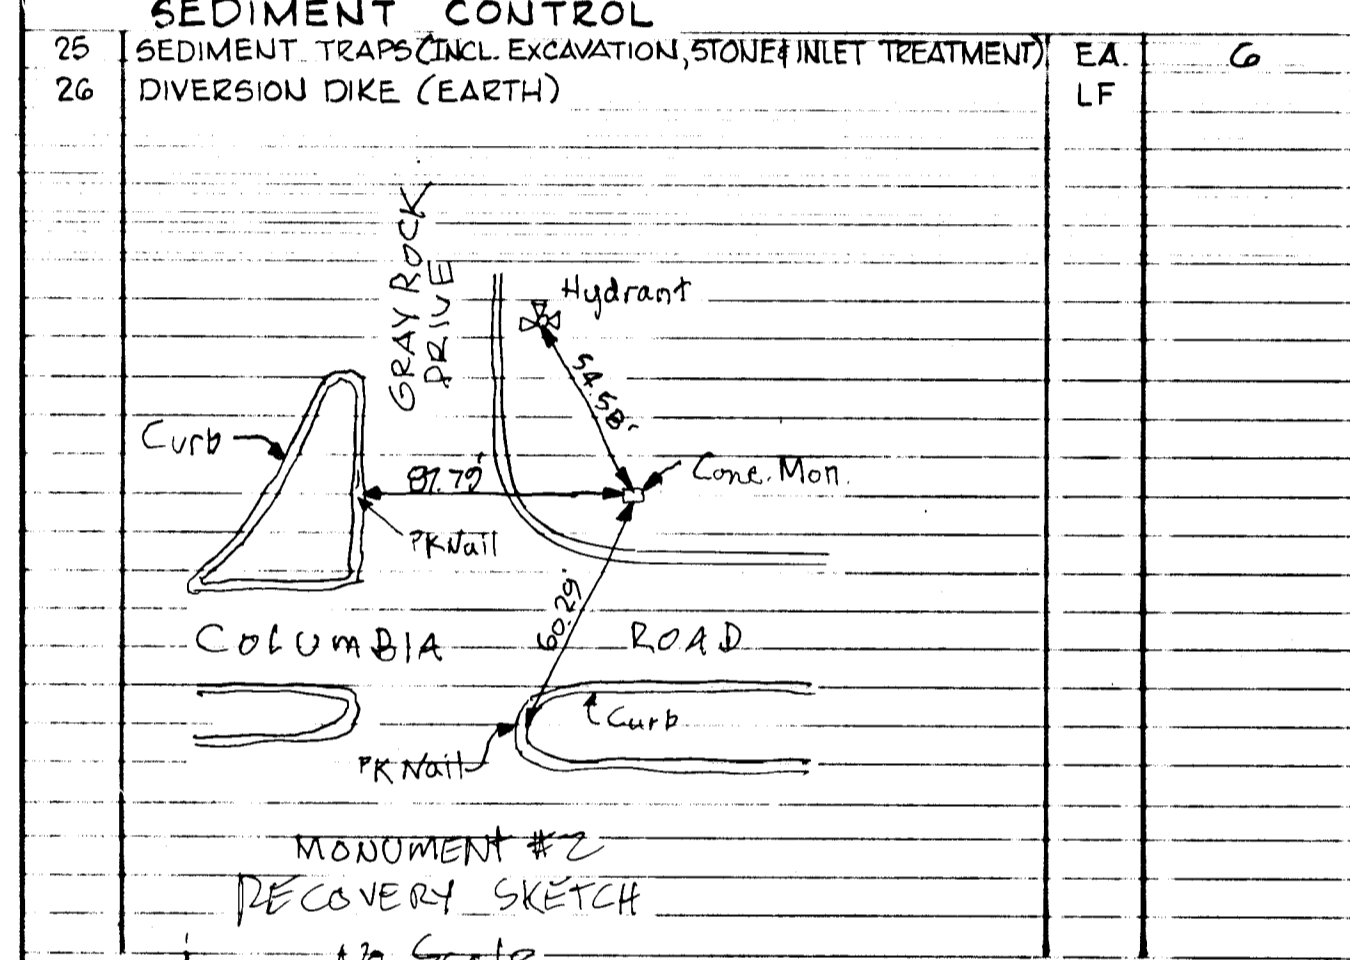 SEDIMENT CONTROL
25 SEDIMENT TRAPS (INCL. EXCAVATION, STONE & INLET TREATMENT) EA. 6
26 DIVERSION DIKE (EARTH) LF
GRAY ROCK
DRIVE
Hydrant
54.58'
Curb
Conc. Mon.
87.79'
PK Nail
60.29'
COLUMBIA ROAD
Curb
PK Nail
MONUMENT #2
RECOVERY SKETCH